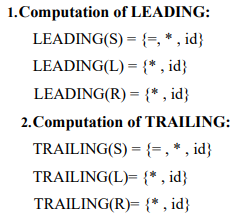 1.Computation of LEADING:
LEADING(S) = {=, * , id}
LEADING(L) = {* , id}
LEADING(R) = {* , id}
2.Computation of TRAILING:
TRAILING(S) = {= , * , id}
TRAILING(L)= {* , id}
TRAILING(R)= {* , id}